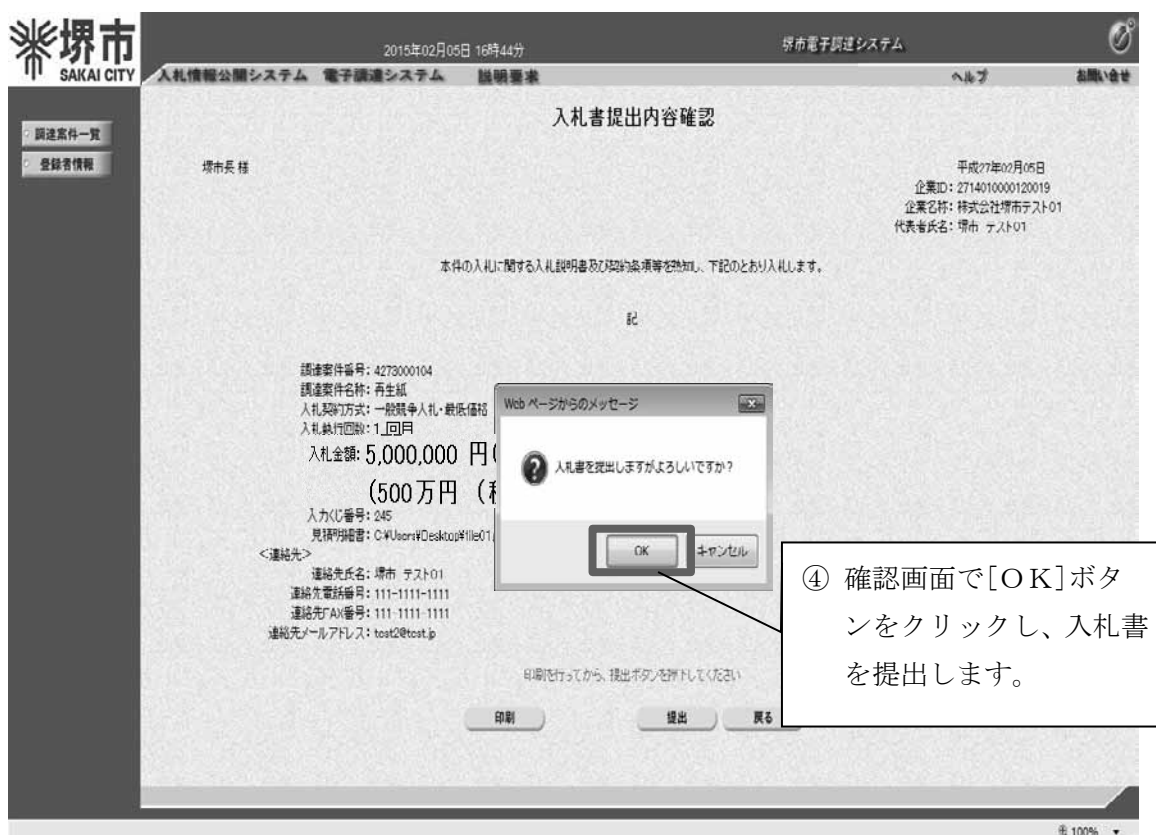 堺市
SAKAI CITY
2015年02月05日 16時44分
堺市電子調達システム
入札情報公開システム 電子調達システム 説明要求 ヘルプ お問い合せ
調達案件一覧
登録者情報
入札書提出内容確認
堺市長 様
平成27年02月05日
企業ID：2714010000120019
企業名称：株式会社堺市テスト01
代表者氏名：堺市 テスト01
本件の入札に関する入札説明書及び契約条項等を熟知し、下記のとおり入札します。
記
調達案件番号：4273000104
調達案件名称：再生紙
入札契約方式：一般競争入札・最低価格
入札執行回数：1 回目
入札金額：5,000,000 円(
(500万円 (
入力くじ番号：245
見積明細書：C:¥Users¥Desktop¥file01
<連絡先>
連絡先氏名：堺市 テスト01
連絡先電話番号：111-1111-1111
連絡先FAX番号：111-1111-1111
連絡先メールアドレス：test2@test.jp
Web ページからのメッセージ
入札書を提出しますがよろしいですか？
OK キャンセル
④ 確認画面で[ＯＫ]ボタ
ンをクリックし、入札書
を提出します。
印刷を行ってから、提出ボタンを押下してください
印刷 提出 戻る
100%